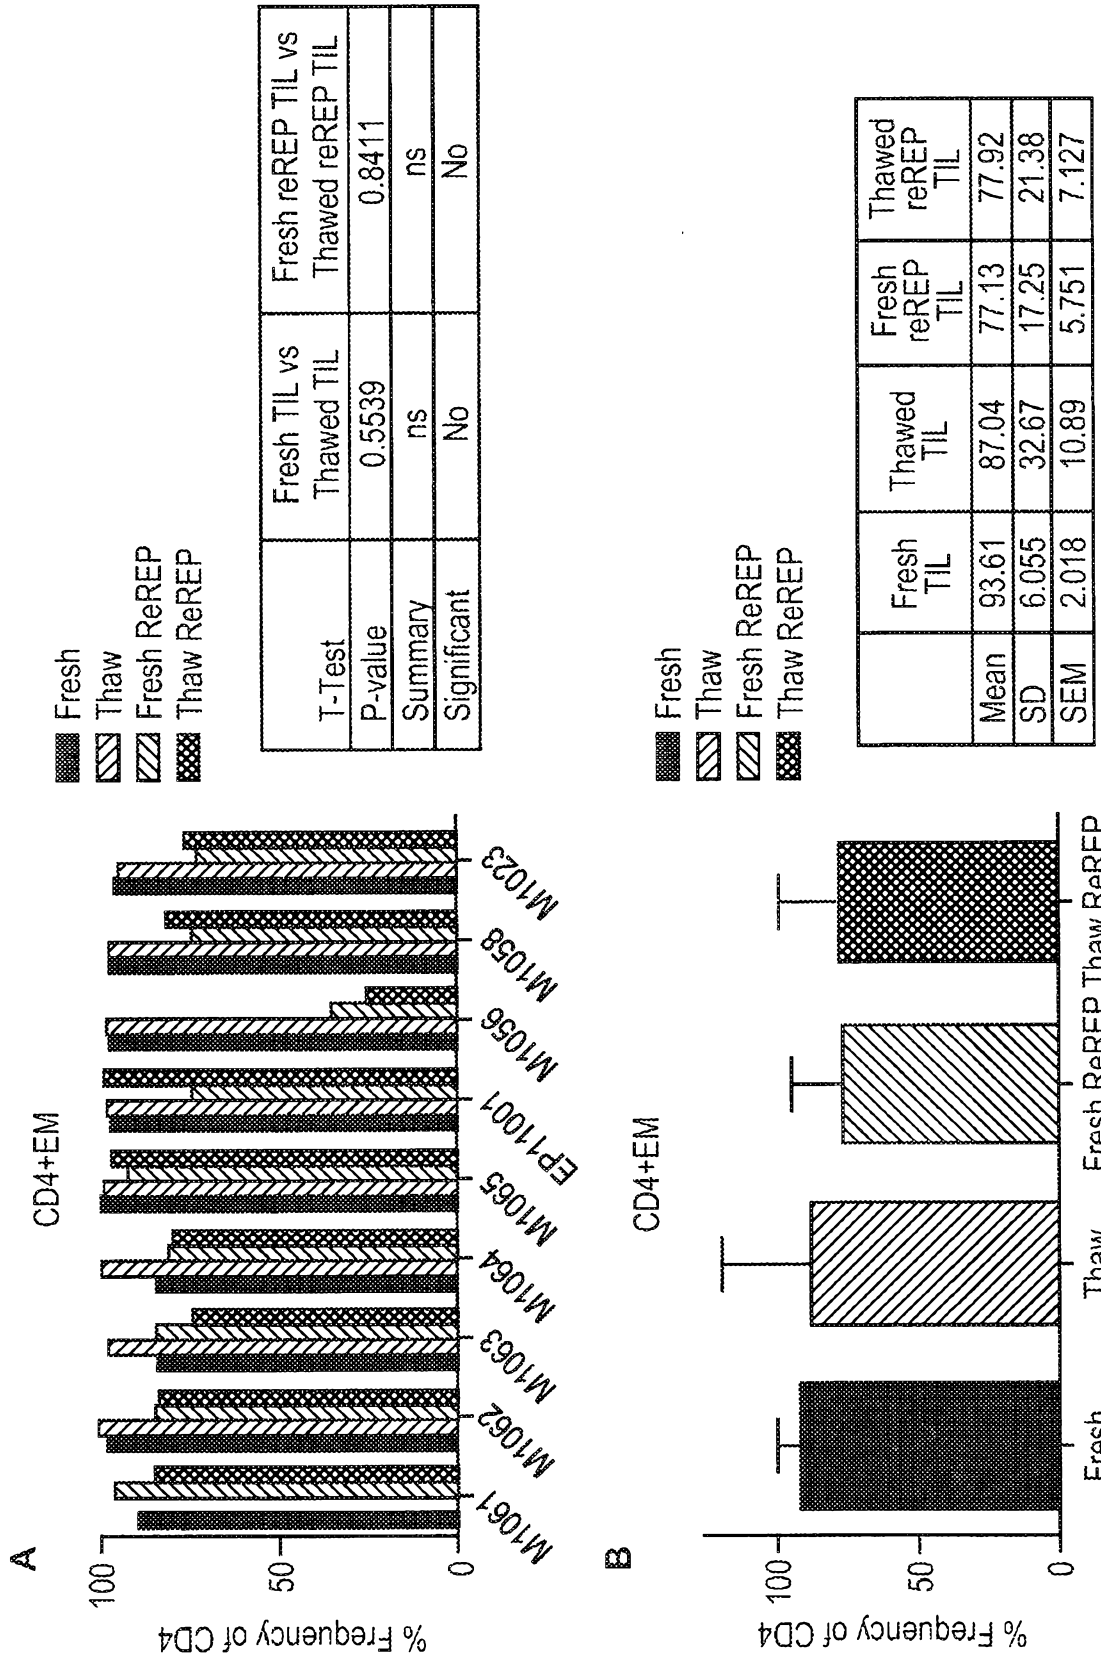 A
CD4+EM
% Frequency of CD4
100
50
0
M1061
M1062
M1063
M1064
M1065
EP11001
M1056
M1058
M1023
Fresh
Thaw
Fresh ReREP
Thaw ReREP
T-Test
Fresh TIL vs
Thawed TIL
Fresh reREP TIL vs
Thawed reREP TIL
P-value 0.5539 0.8411
Summary ns ns
Significant No No
B
CD4+EM
% Frequency of CD4
100
50
0
Fresh Thaw Fresh ReREP Thaw ReREP
Fresh
Thaw
Fresh ReREP
Thaw ReREP
Fresh
TIL
Thawed
TIL
Fresh
reREP
TIL
Thawed
reREP
TIL
Mean 93.61 87.04 77.13 77.92
SD 6.055 32.67 17.25 21.38
SEM 2.018 10.89 5.751 7.127